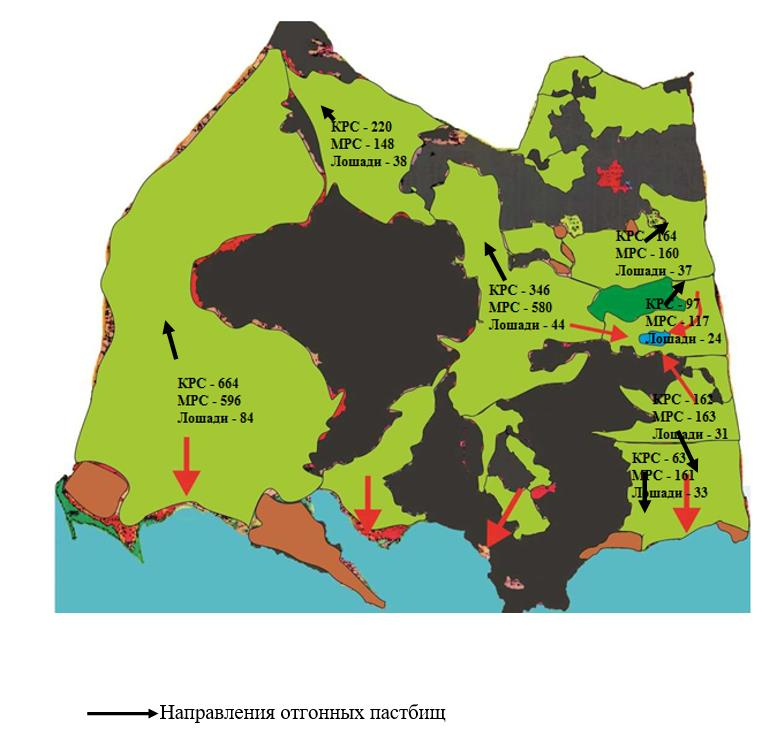 КРС - 220
МРС - 148
Лошади - 38
КРС - 164
МРС - 160
Лошади - 37
КРС - 346
МРС - 580
Лошади - 44
КРС - 97
МРС - 117
Лошади - 24
КРС - 664
МРС - 596
Лошади - 84
КРС - 162
МРС - 163
Лошади - 31
КРС - 63
МРС - 161
Лошади - 33
Направления отгонных пастбищ